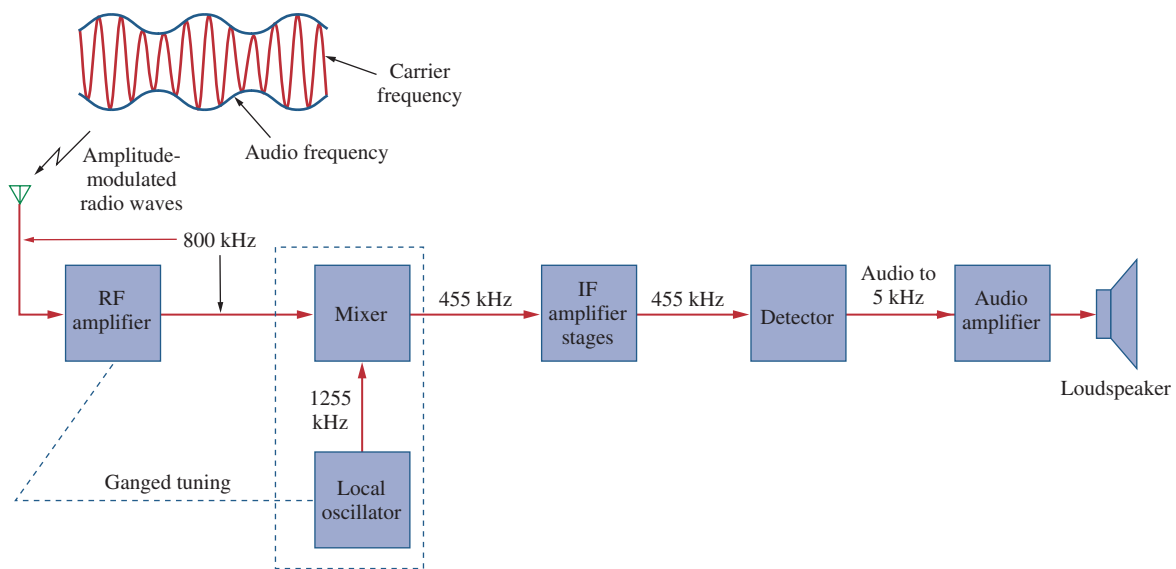 Carrier
frequency
Audio frequency
Amplitude-
modulated
radio waves
800 kHz
RF
amplifier
Mixer
455 kHz
IF
amplifier
stages
455 kHz
Detector
Audio to
5 kHz
Audio
amplifier
Loudspeaker
1255
kHz
Ganged tuning
Local
oscillator